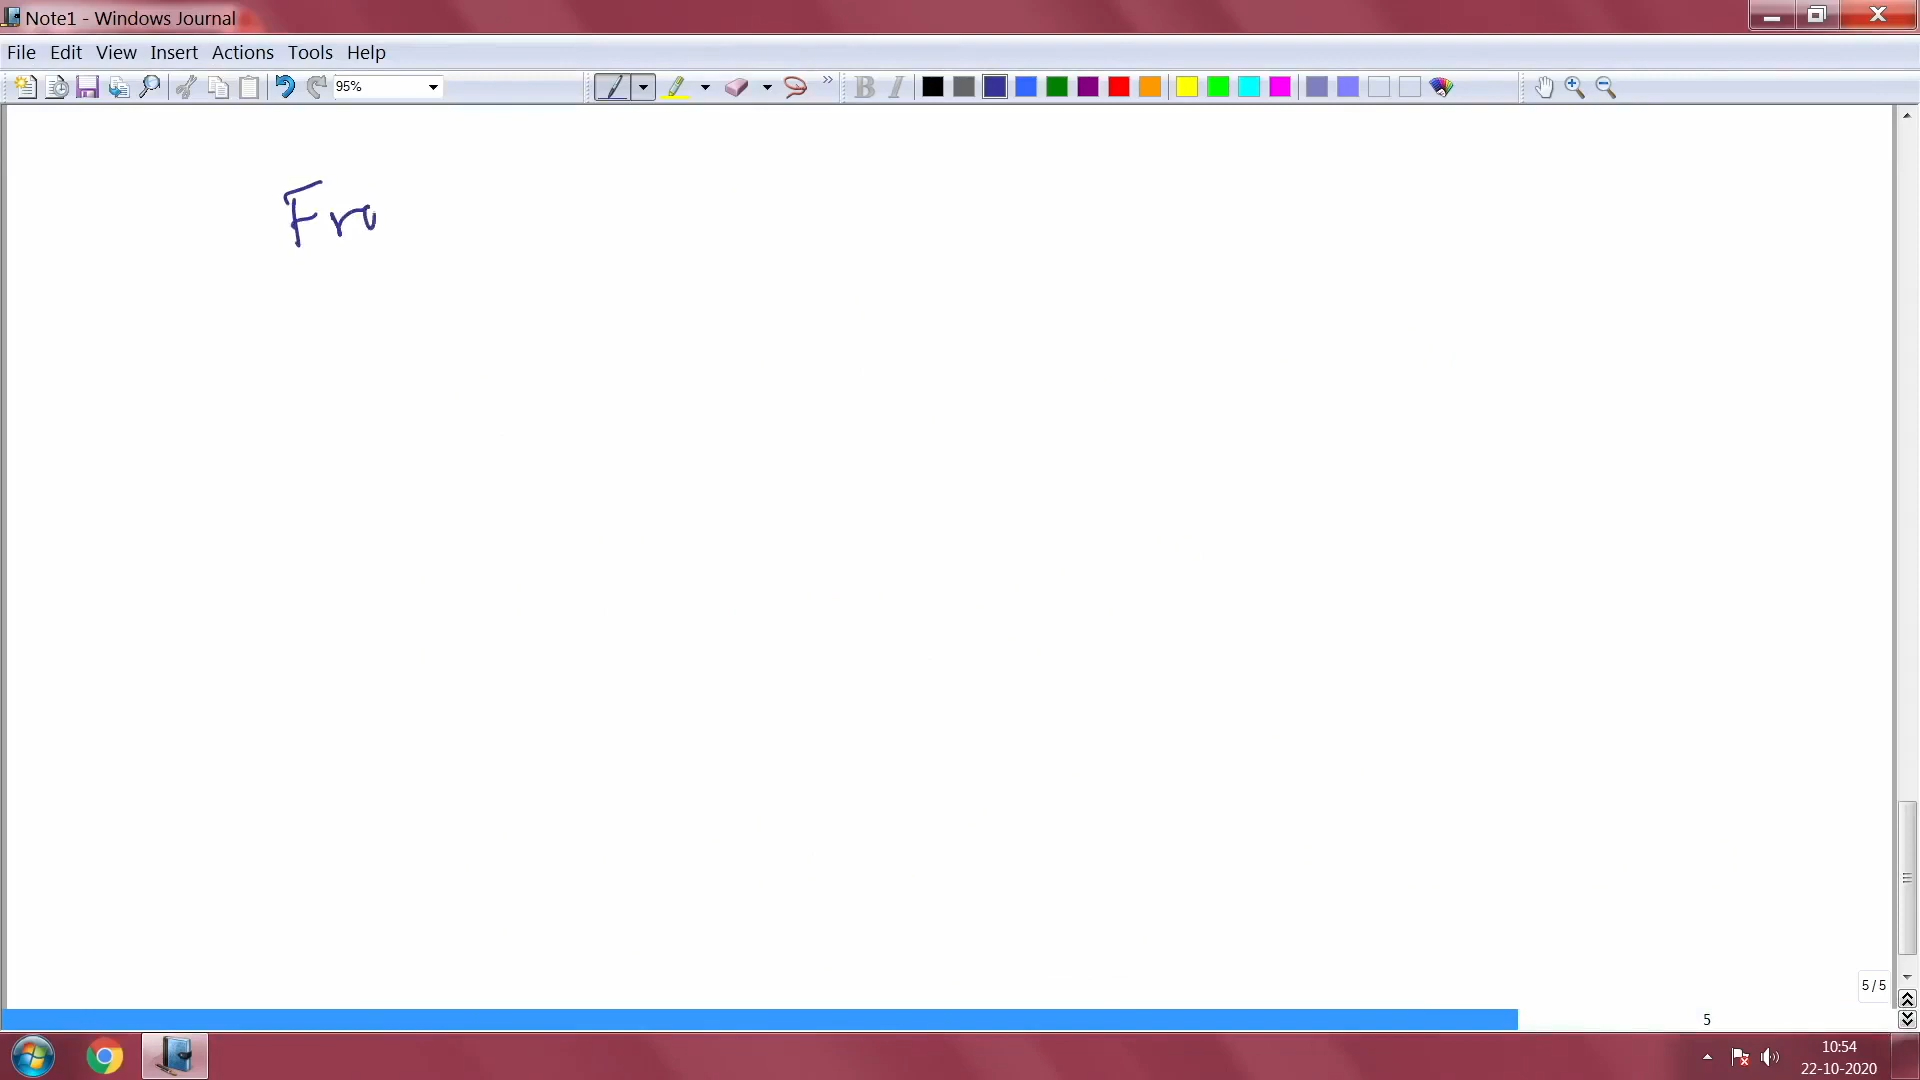 Note1 - Windows Journal
File Edit View Insert Actions Tools Help
95%
B I
Fra
5 / 5
5
10:54
22-10-2020